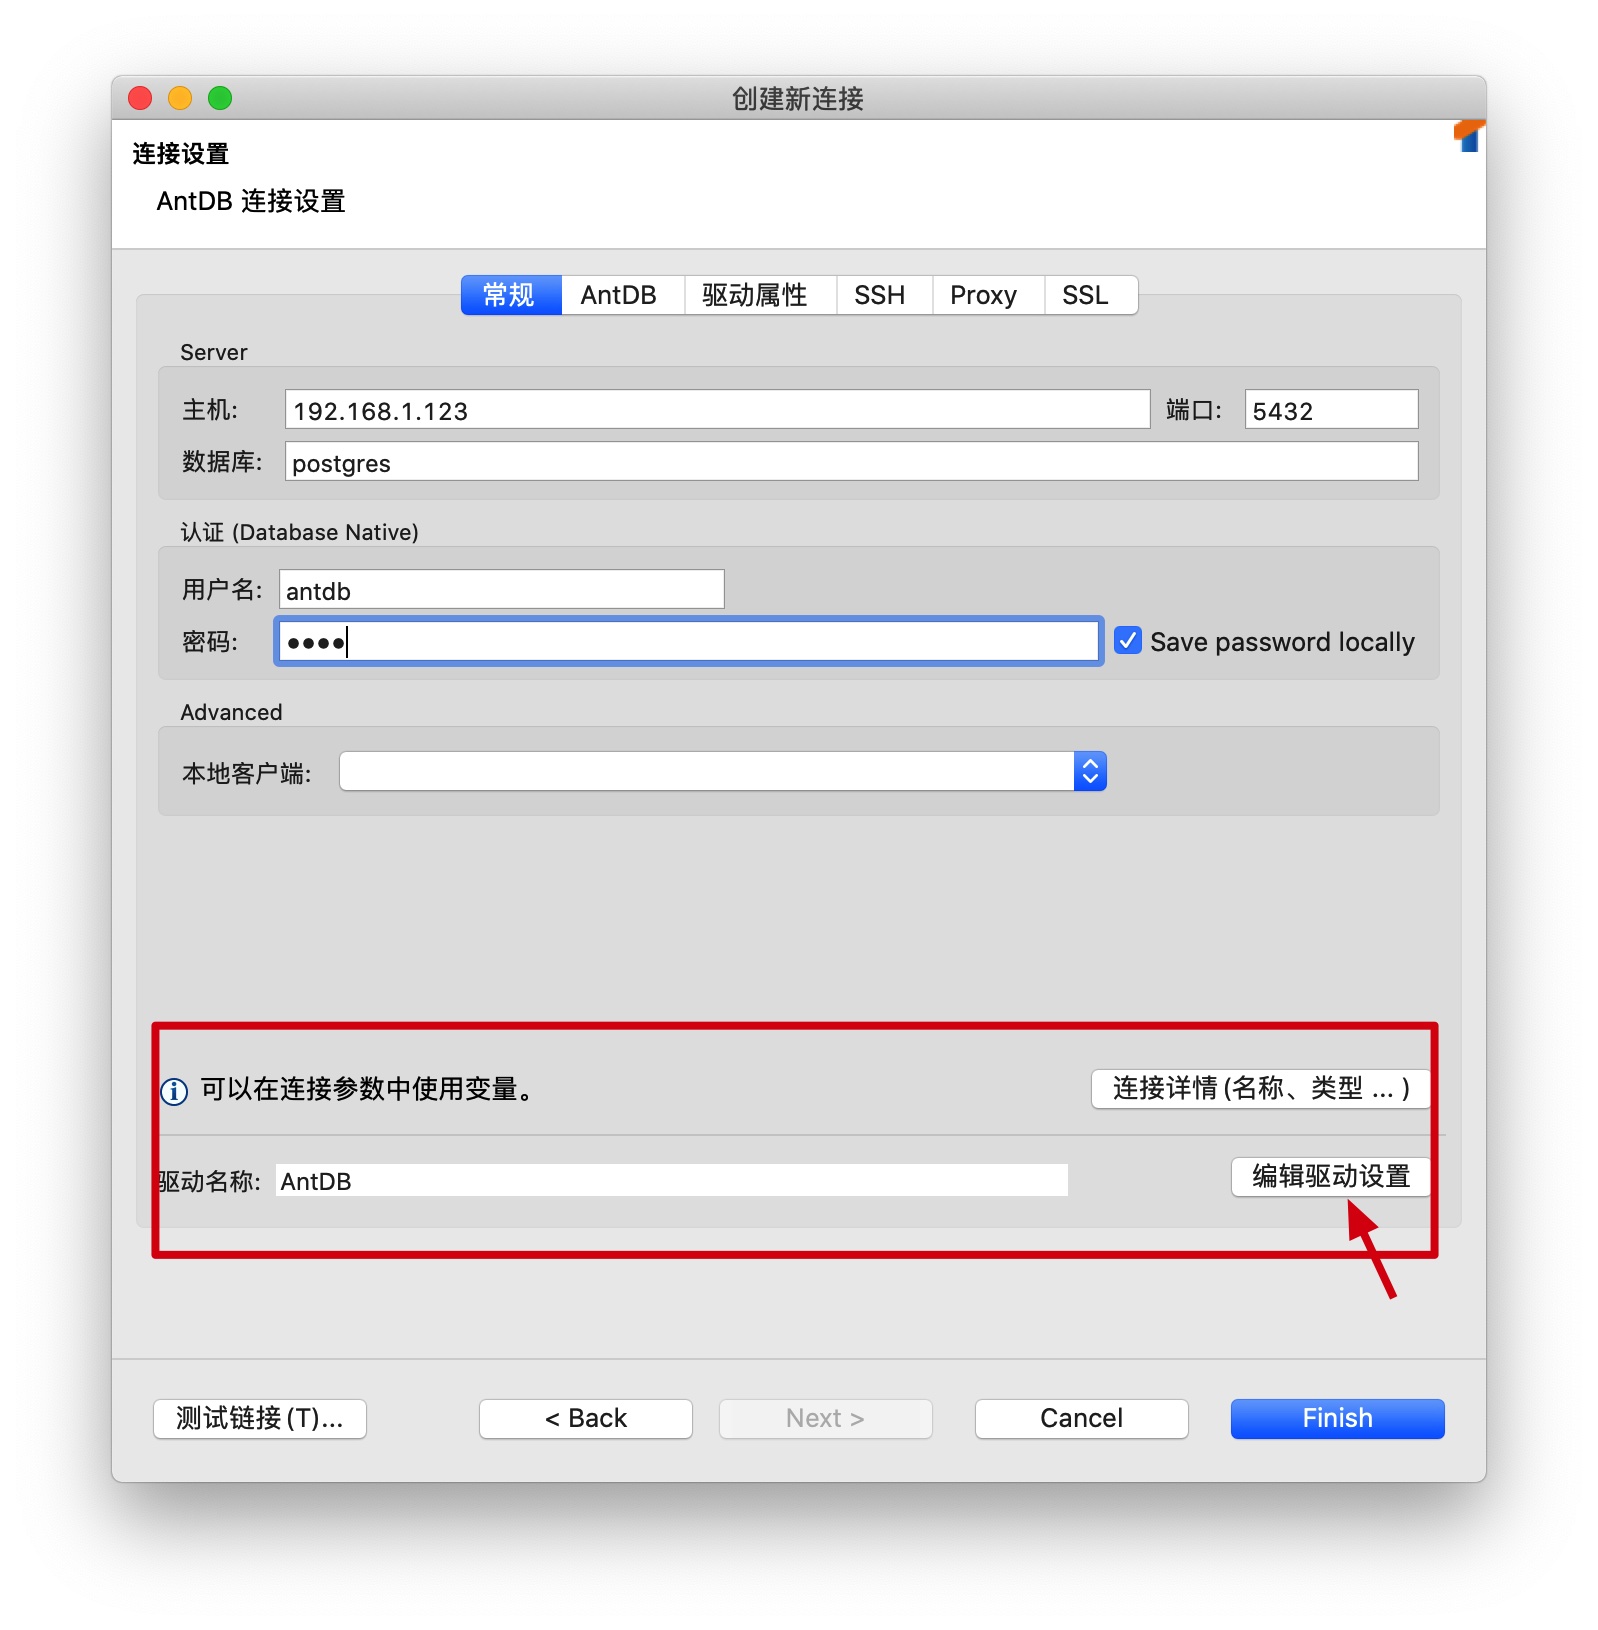 创建新连接
连接设置
AntDB 连接设置
常规 AntDB 驱动属性 SSH Proxy SSL
Server
主机: 192.168.1.123 端口: 5432
数据库: postgres
认证 (Database Native)
用户名: antdb
密码: •••• Save password locally
Advanced
本地客户端:
可以在连接参数中使用变量。 连接详情(名称、类型 ... )
驱动名称: AntDB 编辑驱动设置
测试链接(T)... < Back Next > Cancel Finish